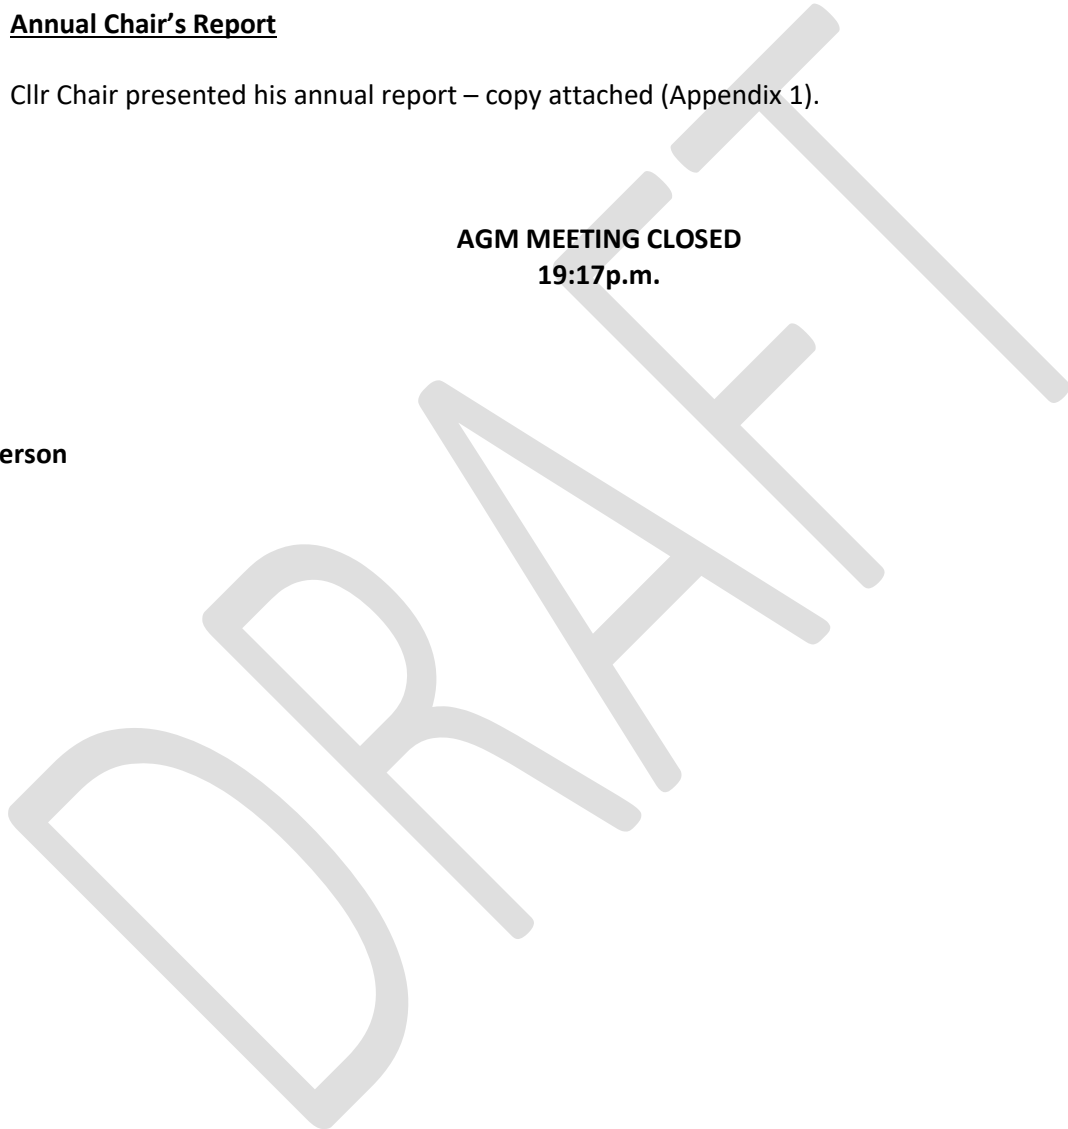 Annual Chair’s Report
Cllr Chair presented his annual report – copy attached (Appendix 1).
AGM MEETING CLOSED
19:17p.m.
erson
DRAFT